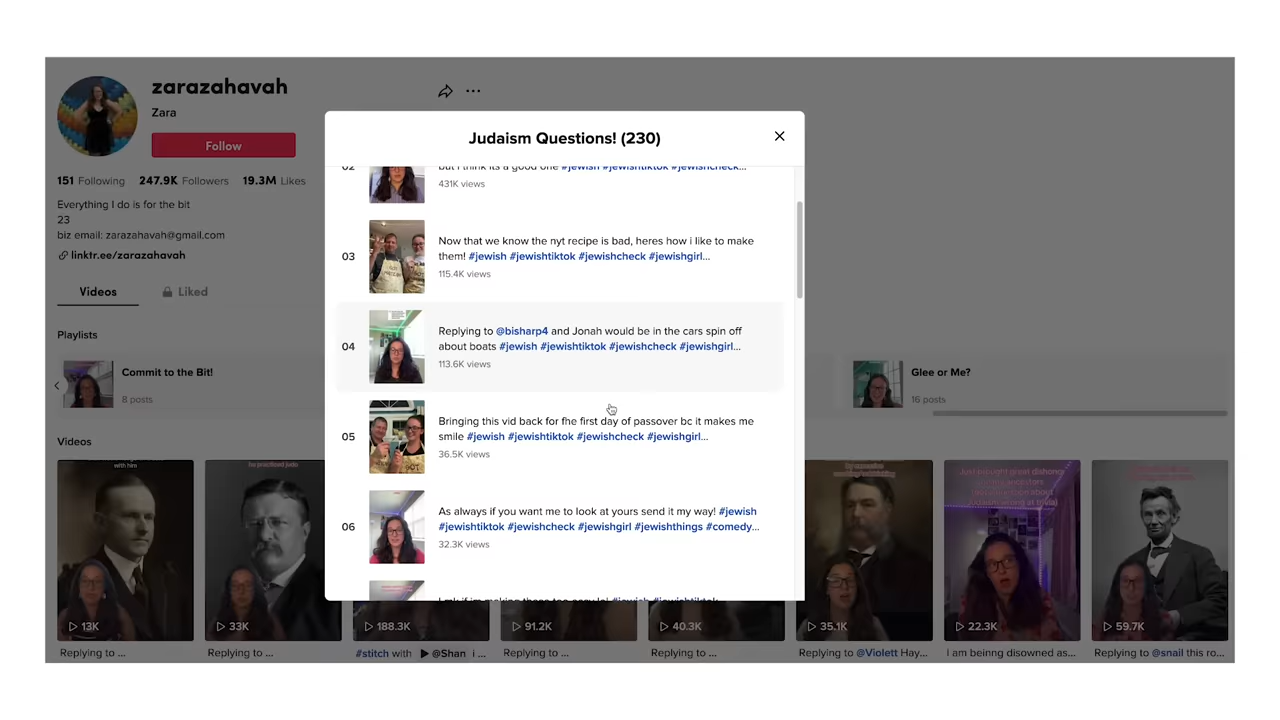 zarazahavah
Zara
Follow
151 Following 247.9K Followers 19.3M Likes
Everything I do is for the bit
23
biz email: zarazahavah@gmail.com
linktr.ee/zarazahavah
Videos Liked
Playlists
Commit to the Bit!
8 posts
Glee or Me?
16 posts
Videos
Judaism Questions! (230)
02
but i think its a good one #jewish #jewishtiktok #jewishcheck...
431K views
03
Now that we know the nyt recipe is bad, heres how i like to make
them! #jewish #jewishtiktok #jewishcheck #jewishgirl...
115.4K views
04
Replying to @bisharp4 and Jonah would be in the cars spin off
about boats #jewish #jewishtiktok #jewishcheck #jewishgirl...
113.6K views
05
Bringing this vid back for fhe first day of passover bc it makes me
smile #jewish #jewishtiktok #jewishcheck #jewishgirl...
36.5K views
06
As always if you want me to look at yours send it my way! #jewish
#jewishtiktok #jewishcheck #jewishgirl #jewishthings #comedy...
32.3K views
with him
he practiced judo
13K
33K
188.3K
91.2K
40.3K
35.1K
22.3K
59.7K
Replying to ...
Replying to ...
#stitch with @Shan i ...
Replying to ...
Replying to ...
Replying to @Violett Hay...
I am beinng disowned as...
Replying to @snail this ro...